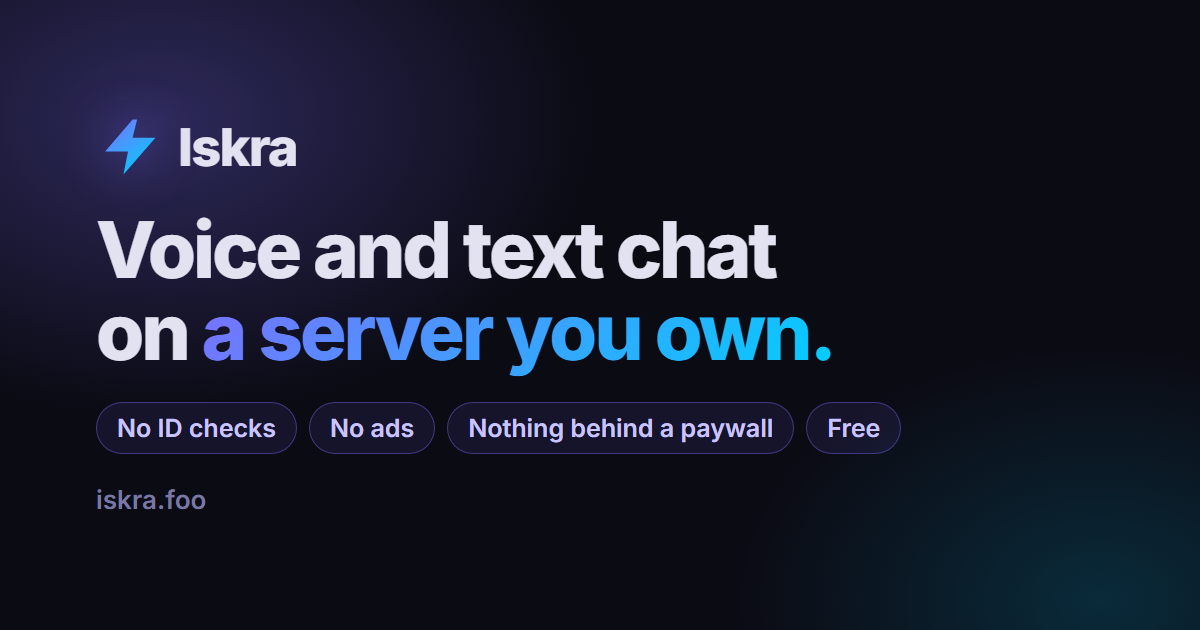 Iskra
Voice and text chat
on a server you own.
No ID checks No ads Nothing behind a paywall Free
iskra.foo